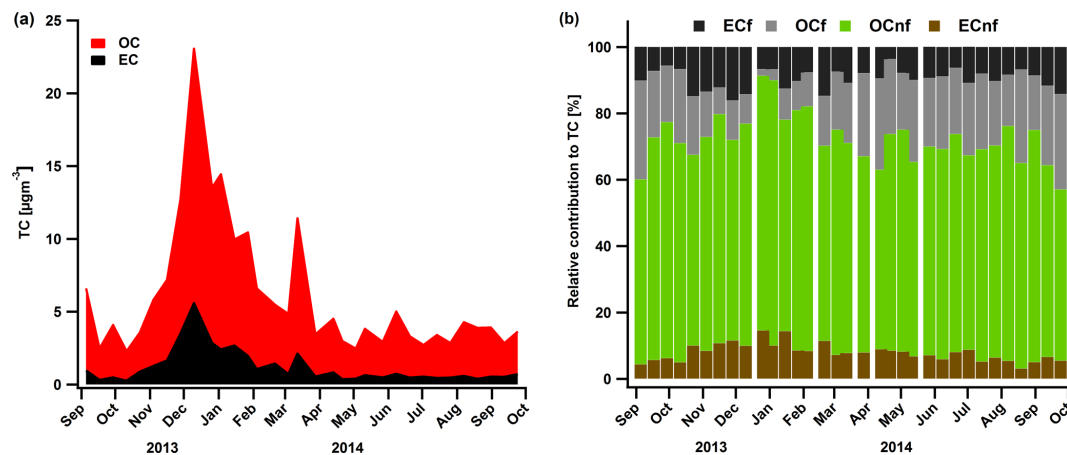 (a)
25
20
15
10
5
0
TC [µgm⁻³]
OC
EC
Sep Oct Nov Dec Jan Feb Mar Apr May Jun Jul Aug Sep Oct
2013 2014
(b)
ECf OCf OCnf ECnf
100
80
60
40
20
0
Relative contribution to TC [%]
Sep Oct Nov Dec Jan Feb Mar Apr May Jun Jul Aug Sep Oct
2013 2014